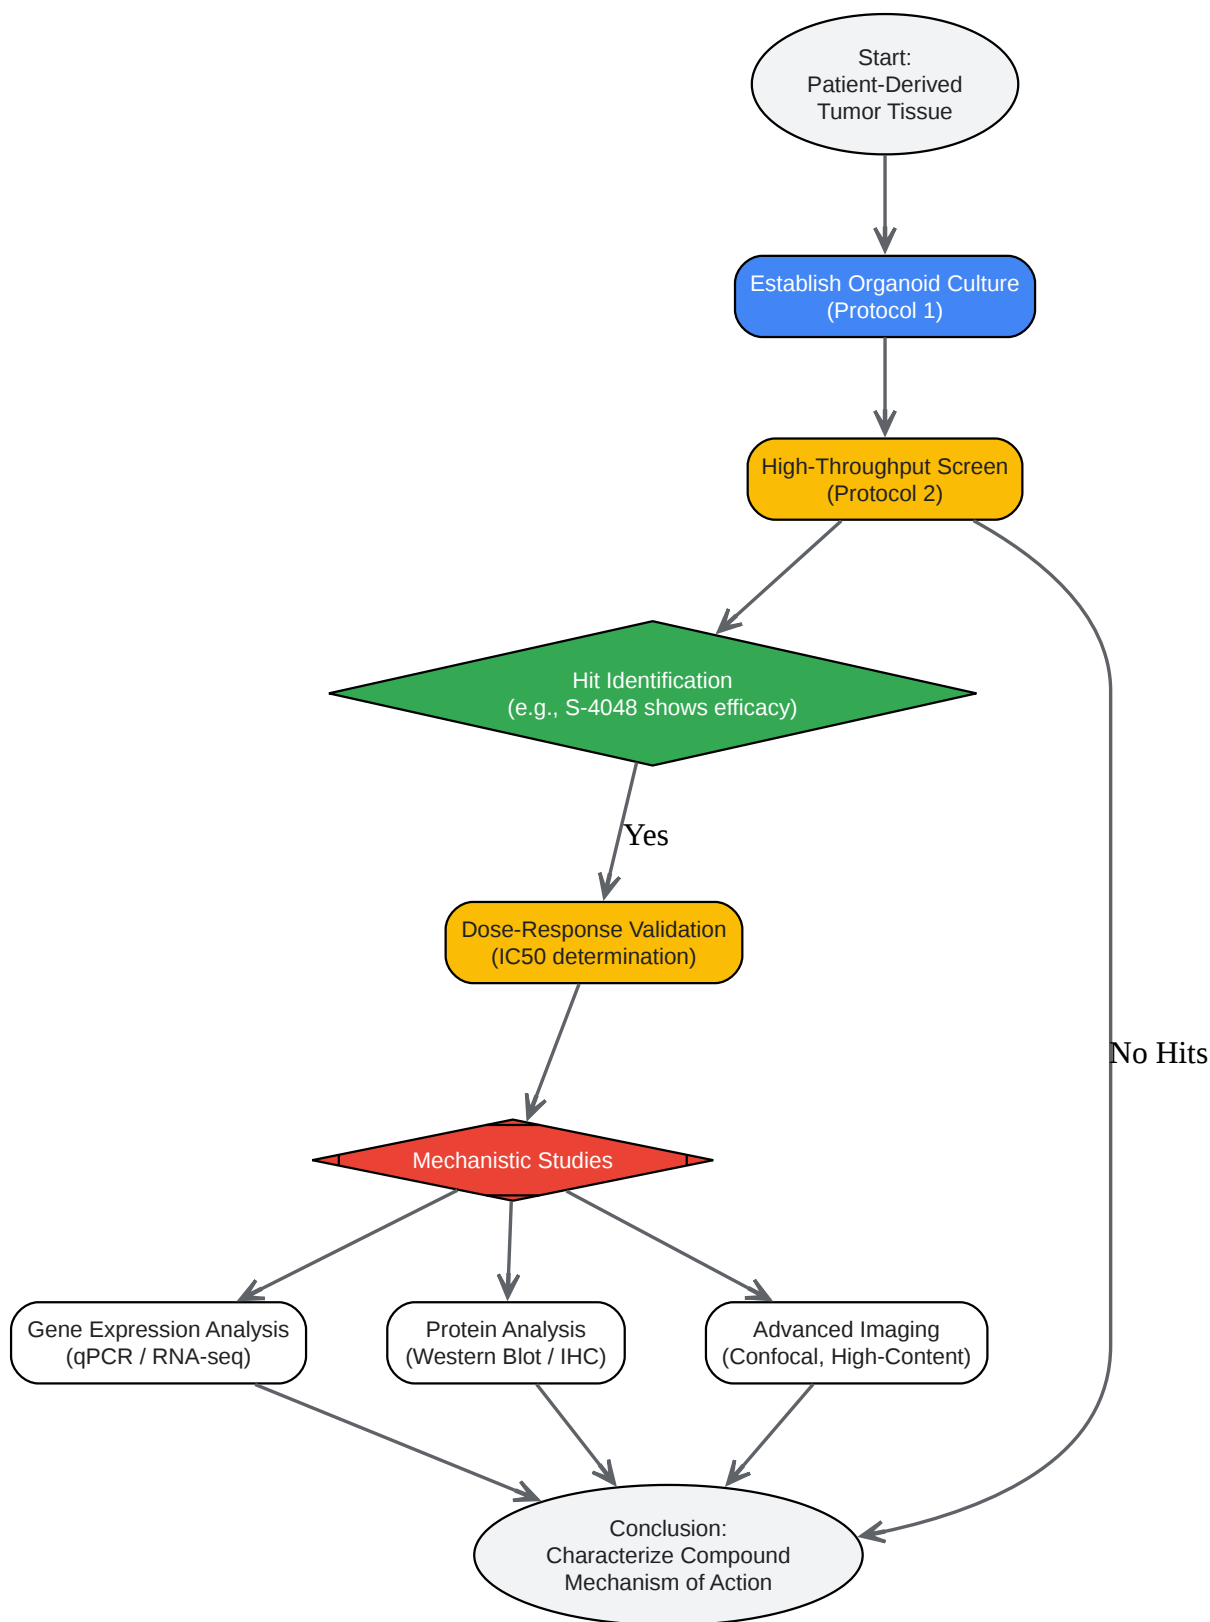 Start:
Patient-Derived
Tumor Tissue
Establish Organoid Culture
(Protocol 1)
High-Throughput Screen
(Protocol 2)
Hit Identification
(e.g., S-4048 shows efficacy)
Yes
Dose-Response Validation
(IC50 determination)
No Hits
Mechanistic Studies
Gene Expression Analysis
(qPCR / RNA-seq)
Protein Analysis
(Western Blot / IHC)
Advanced Imaging
(Confocal, High-Content)
Conclusion:
Characterize Compound
Mechanism of Action